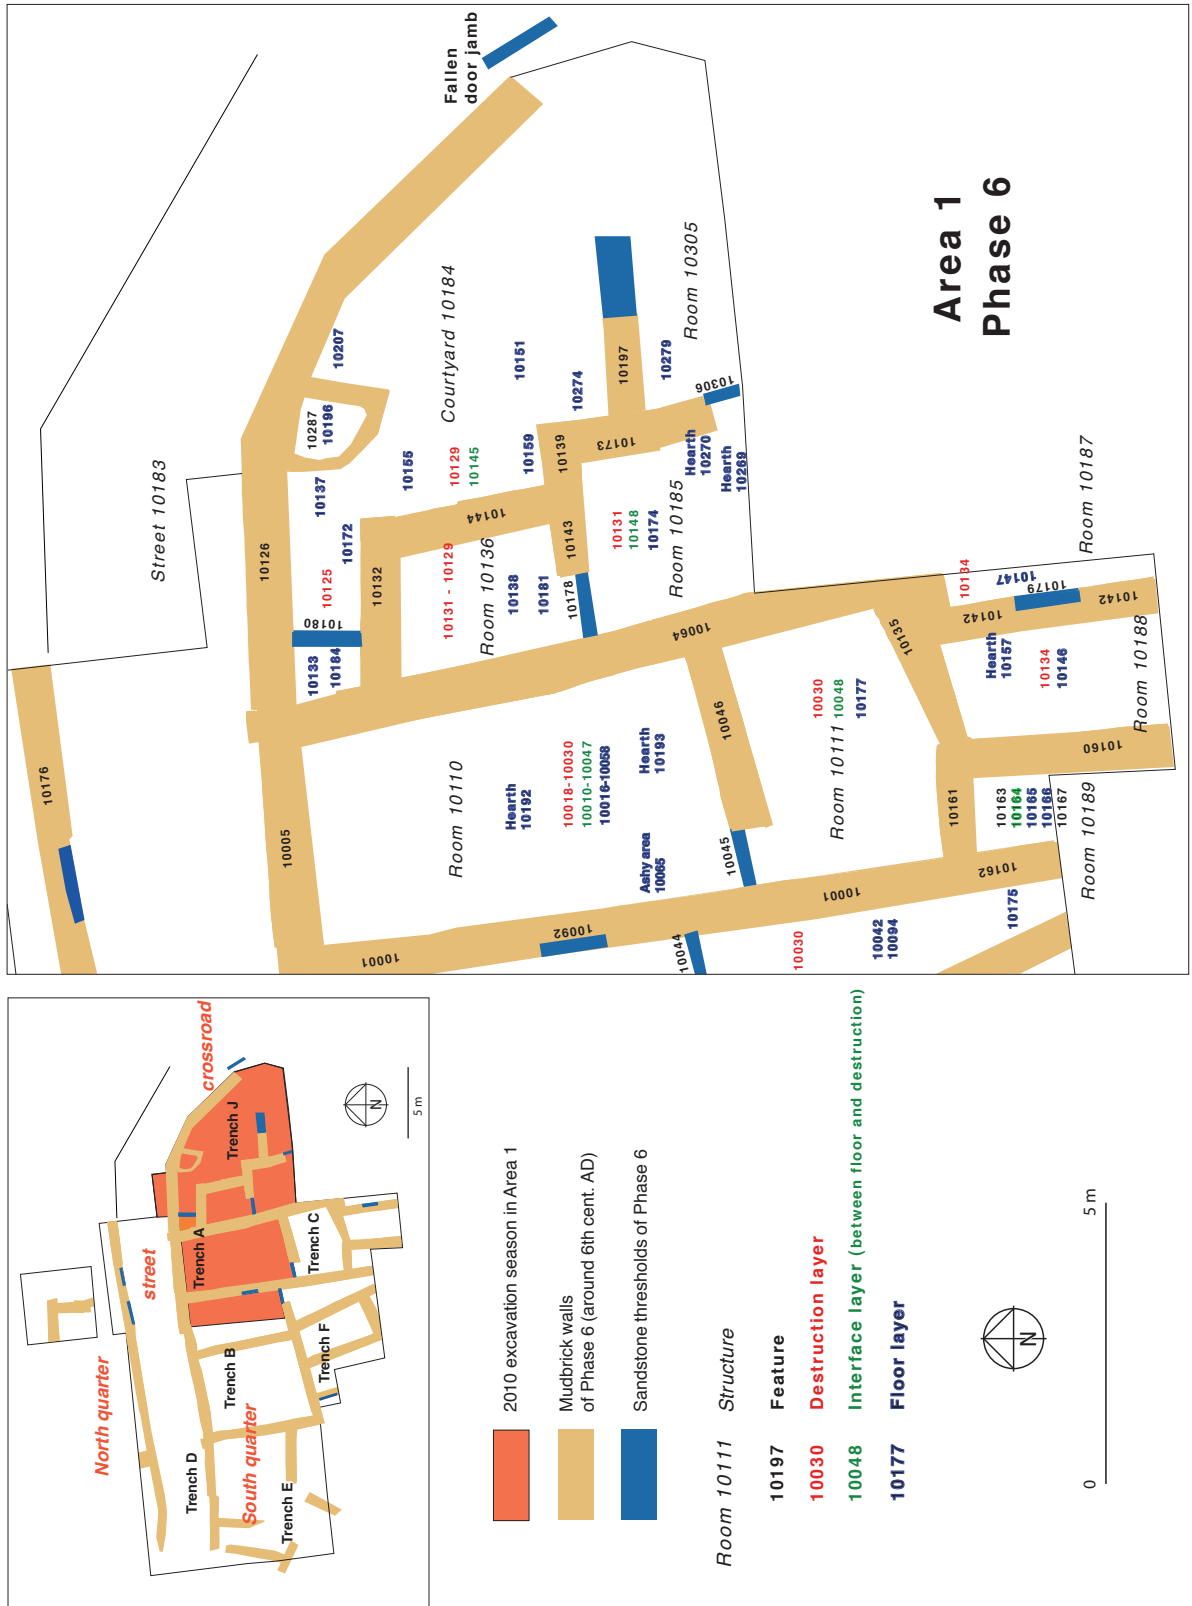 Area 1
Phase 6
Fallen
door jamb
Street 10183
10176
10126
10005
10207
10287
10196
10137
10172
10125
10180
10133
10184
10132
10155
Courtyard 10184
10129
10145
10151
10274
10159
10139
10197
10279
Room 10305
10306
10173
Hearth
10270
Hearth
10269
10144
10143
10131 - 10129
Room 10136
10138
10181
10178
10131
10148
10174
Room 10185
10064
Room 10110
Hearth
10192
10018-10030
10010-10047
10016-10058
Hearth
10193
Ashy area
10065
10046
10045
10044
10092
10001
10001
10030
10048
10177
Room 10111
10135
10134
10147
10179
10142
10142
Room 10187
Hearth
10157
10134
10146
Room 10188
10160
10161
10163
10164
10165
10166
10167
Room 10189
10162
10175
10030
10042
10094
North quarter
street
crossroad
South quarter
Trench J
Trench A
Trench C
Trench B
Trench F
Trench D
Trench E
N
5 m
2010 excavation season in Area 1
Mudbrick walls
of Phase 6 (around 6th cent. AD)
Sandstone thresholds of Phase 6
Room 10111 Structure
10197 Feature
10030 Destruction layer
10048 Interface layer (between floor and destruction)
10177 Floor layer
N
0 5 m